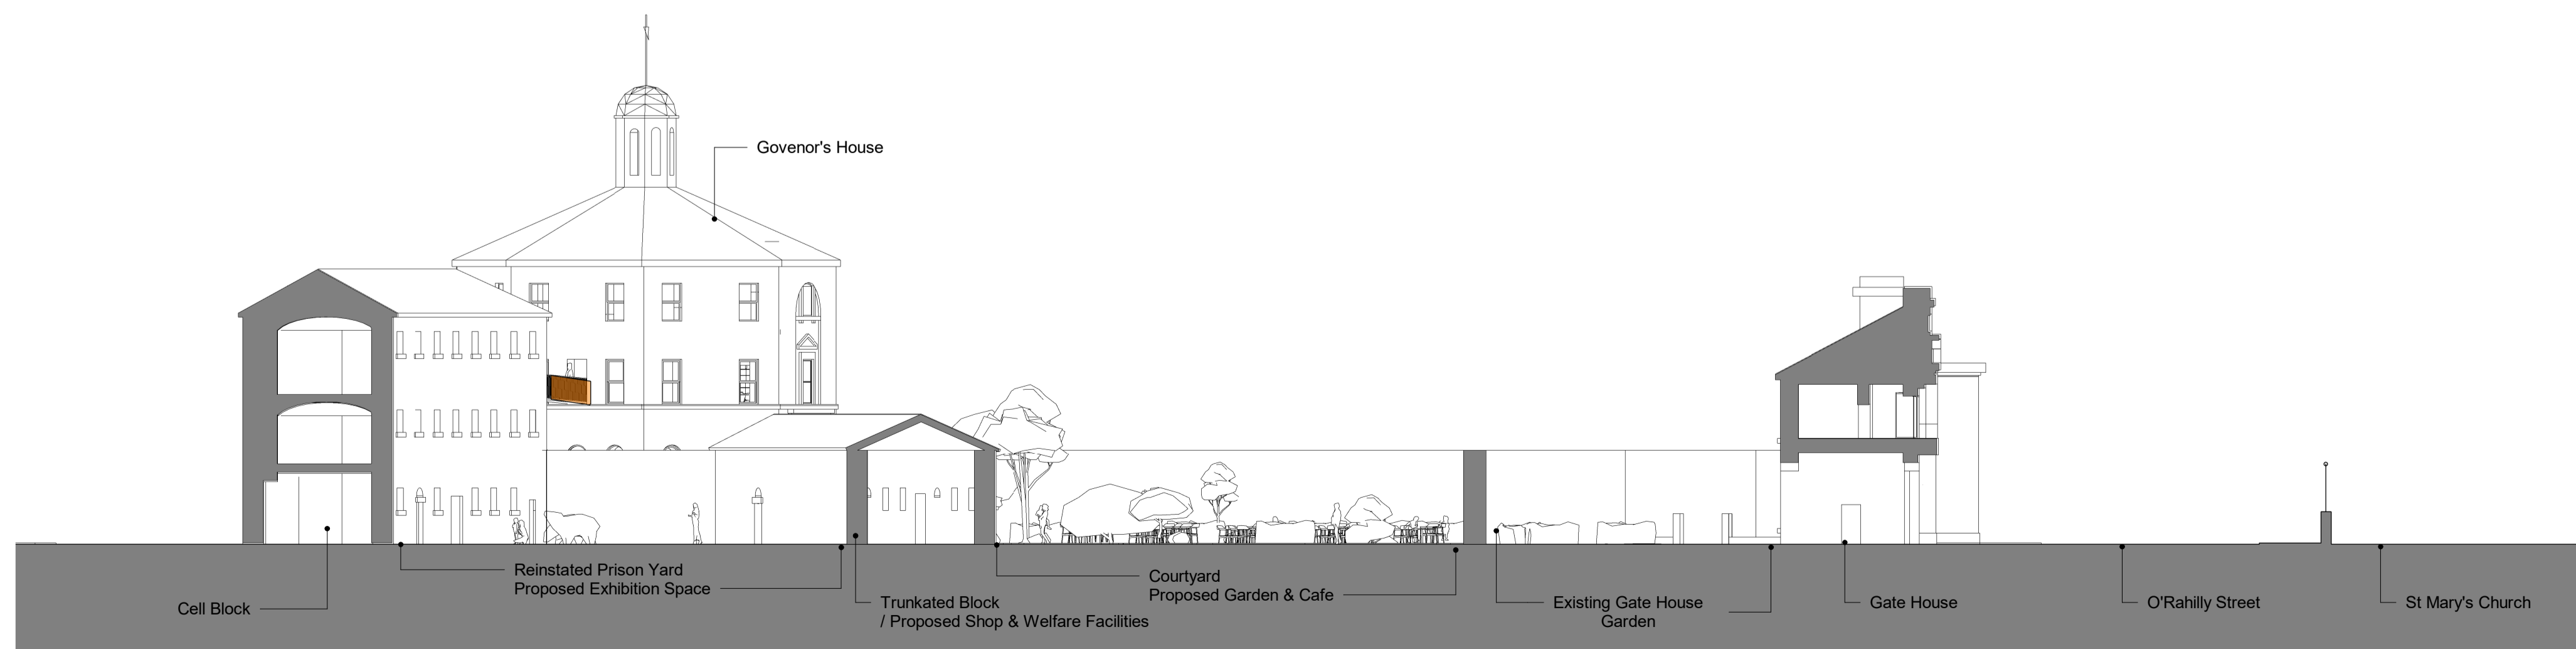 Govenor's House
Cell Block
Reinstated Prison Yard
Proposed Exhibition Space
Trunkated Block
/ Proposed Shop & Welfare Facilities
Courtyard
Proposed Garden & Cafe
Existing Gate House
Garden
Gate House
O'Rahilly Street
St Mary's Church